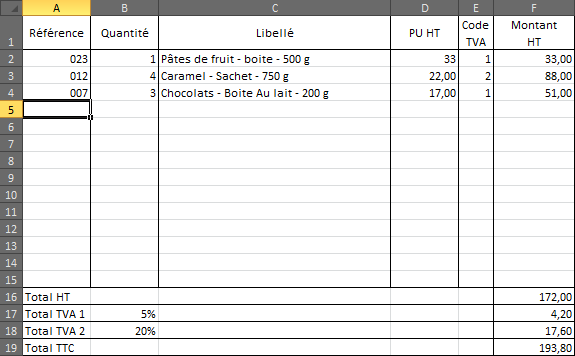 A B C D E F
1 Référence Quantité Libellé PU HT Code TVA Montant HT
2 023 1 Pâtes de fruit - boite - 500 g 33 1 33,00
3 012 4 Caramel - Sachet - 750 g 22,00 2 88,00
4 007 3 Chocolats - Boite Au lait - 200 g 17,00 1 51,00
5
6
7
8
9
10
11
12
13
14
15
16 Total HT 172,00
17 Total TVA 1 5% 4,20
18 Total TVA 2 20% 17,60
19 Total TTC 193,80